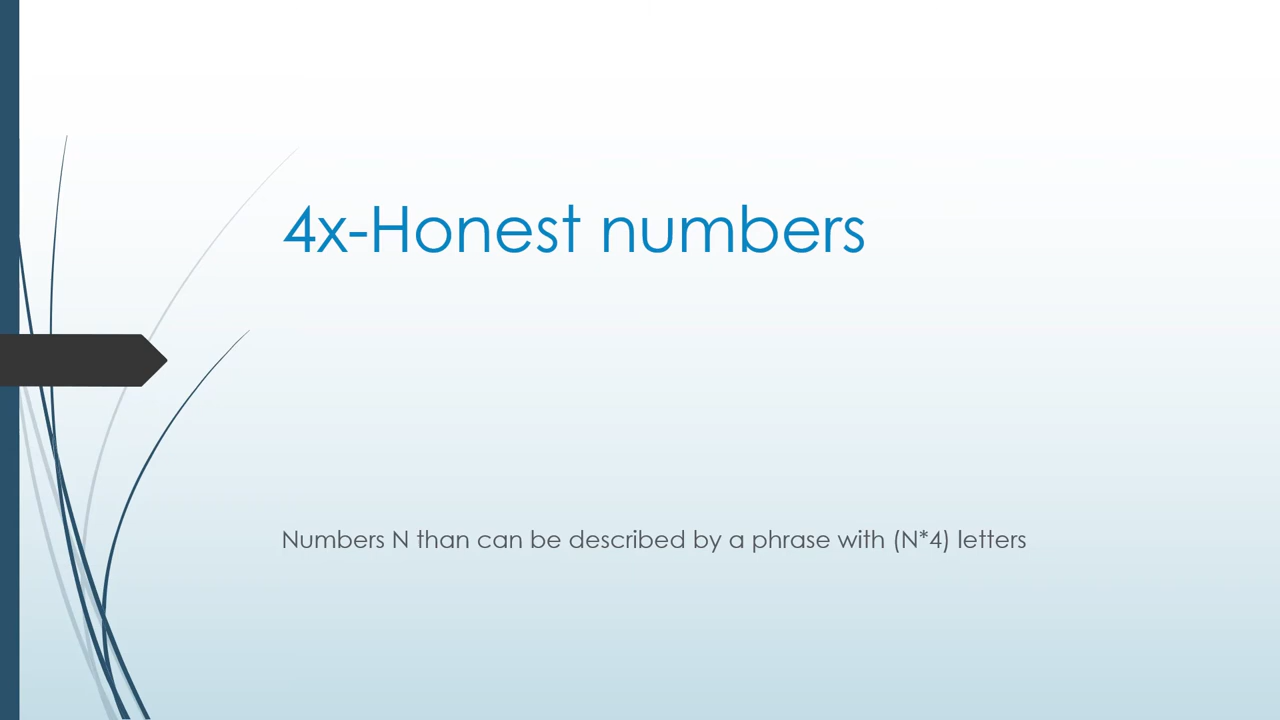 4x-Honest numbers
Numbers N than can be described by a phrase with (N*4) letters